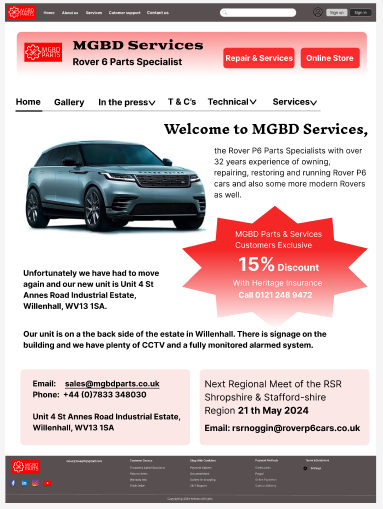 MGBD
PARTS
Home About us Services Cutomer support Contact us
Sign up Sign in
MGBD
PARTS
MGBD Services
Rover 6 Parts Specialist
Repair & Services
Online Store
Home Gallery In the press T & C's Technical Services
Welcome to MGBD Services,
the Rover P6 Parts Specialists with over
32 years experience of owning,
repairing, restoring and running Rover P6
cars and also some more modern Rovers
as well.
MGBD Parts & Services
Customers Exclusive
15% Discount
With Heritage Insurance
Call 0121 248 9472
Unfortunately we have had to move
again and our new unit is Unit 4 St
Annes Road Industrial Estate,
Willenhall, WV13 1SA.
Our unit is on a the back side of the estate in Willenhall. There is signage on the
building and we have plenty of CCTV and a fully monitored alarmed system.
Email: sales@mgbdparts.co.uk
Phone: +44 (0)7833 348030
Unit 4 St Annes Road Industrial Estate,
Willenhall, WV13 1SA
Next Regional Meet of the RSR
Shropshire & Stafford-shire
Region 21 th May 2024
Email: rsrnoggin@roverp6cars.co.uk
MGBD
PARTS